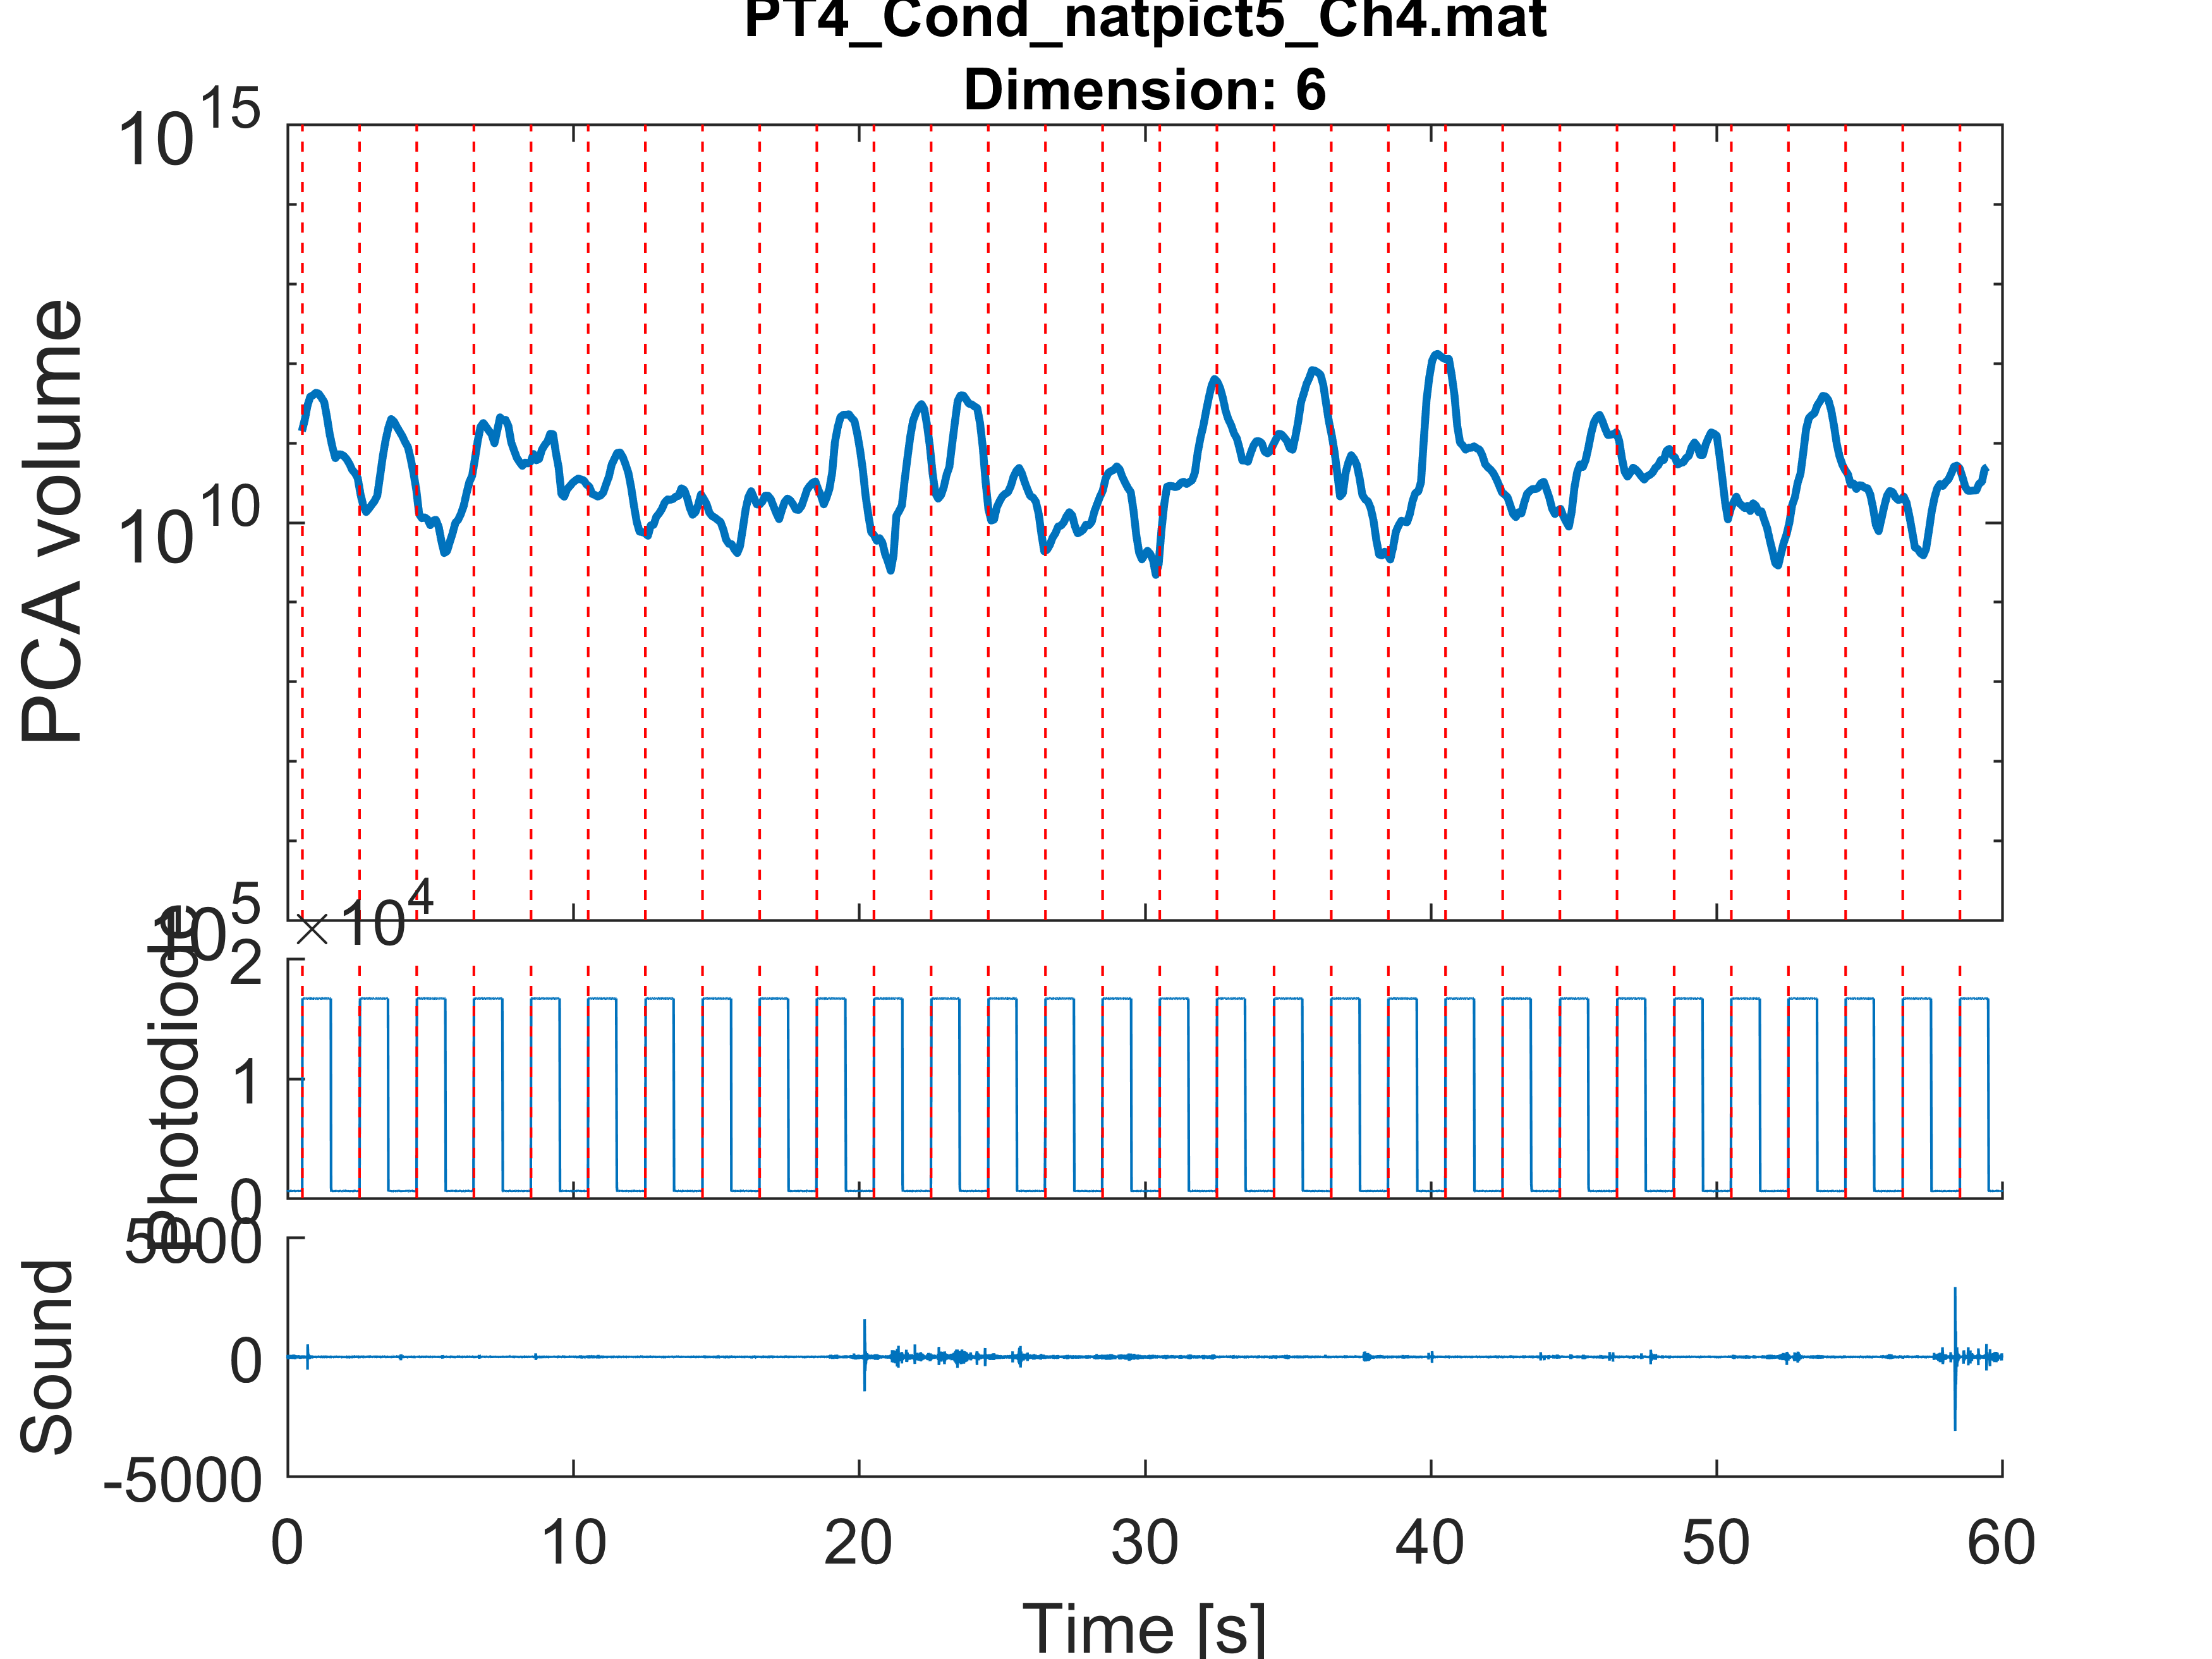 PT4_Cond_natpict5_Ch4.mat
Dimension: 6
10^15
10^10
10^5
PCA volume
×10^4
2
1
0
Photodiode
5000
0
-5000
Sound
0 10 20 30 40 50 60
Time [s]